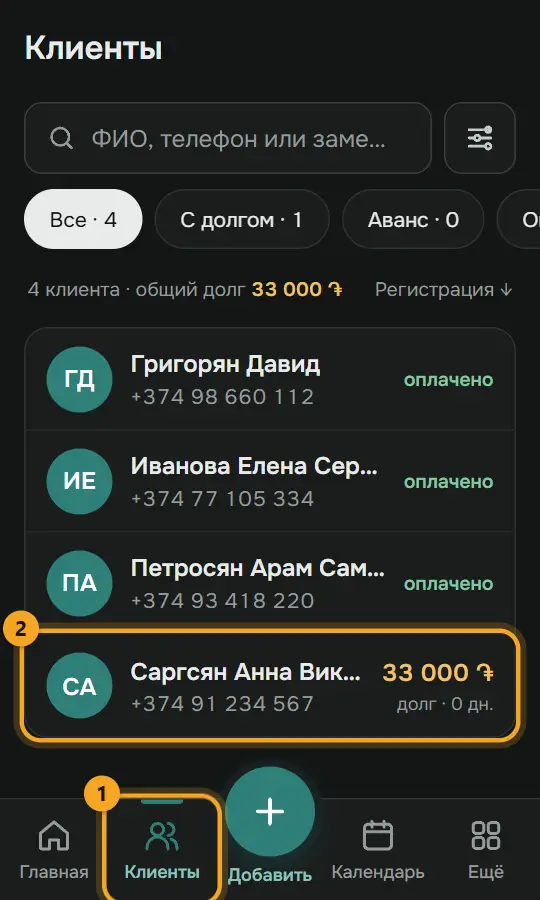 Клиенты
ФИО, телефон или заме...
Все · 4
С долгом · 1
Аванс · 0
4 клиента · общий долг 33 000 ֏
Регистрация ↓
ГД
Григорян Давид
+374 98 660 112
оплачено
ИЕ
Иванова Елена Сер...
+374 77 105 334
оплачено
ПА
Петросян Арам Сам...
+374 93 418 220
оплачено
2
СА
Саргсян Анна Вик...
+374 91 234 567
33 000 ֏
долг · 0 дн.
1
Главная
Клиенты
Добавить
Календарь
Ещё